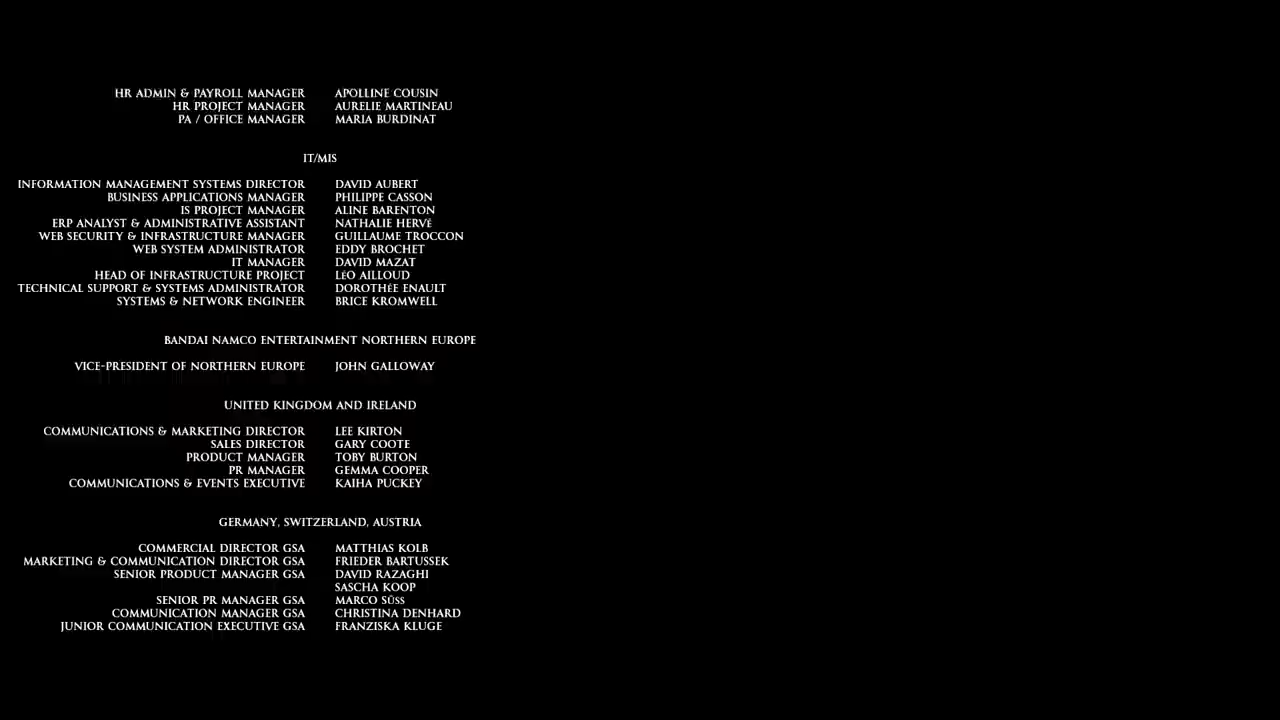 HR ADMIN & PAYROLL MANAGER APOLLINE COUSIN
HR PROJECT MANAGER AURELIE MARTINEAU
PA / OFFICE MANAGER MARIA BURDINAT
IT/MIS
INFORMATION MANAGEMENT SYSTEMS DIRECTOR DAVID AUBERT
BUSINESS APPLICATIONS MANAGER PHILIPPE CASSON
IS PROJECT MANAGER ALINE BARENTON
ERP ANALYST & ADMINISTRATIVE ASSISTANT NATHALIE HERVÉ
WEB SECURITY & INFRASTRUCTURE MANAGER GUILLAUME TROCCON
WEB SYSTEM ADMINISTRATOR EDDY BROCHET
IT MANAGER DAVID MAZAT
HEAD OF INFRASTRUCTURE PROJECT LÉO AILLOUD
TECHNICAL SUPPORT & SYSTEMS ADMINISTRATOR DOROTHÉE ENAULT
SYSTEMS & NETWORK ENGINEER BRICE KROMWELL
BANDAI NAMCO ENTERTAINMENT NORTHERN EUROPE
VICE-PRESIDENT OF NORTHERN EUROPE JOHN GALLOWAY
UNITED KINGDOM AND IRELAND
COMMUNICATIONS & MARKETING DIRECTOR LEE KIRTON
SALES DIRECTOR GARY COOTE
PRODUCT MANAGER TOBY BURTON
PR MANAGER GEMMA COOPER
COMMUNICATIONS & EVENTS EXECUTIVE KAIHA PUCKEY
GERMANY, SWITZERLAND, AUSTRIA
COMMERCIAL DIRECTOR GSA MATTHIAS KOLB
MARKETING & COMMUNICATION DIRECTOR GSA FRIEDER BARTUSSEK
SENIOR PRODUCT MANAGER GSA DAVID RAZAGHI
SASCHA KOOP
SENIOR PR MANAGER GSA MARCO SÜSS
COMMUNICATION MANAGER GSA CHRISTINA DENHARD
JUNIOR COMMUNICATION EXECUTIVE GSA FRANZISKA KLUGE